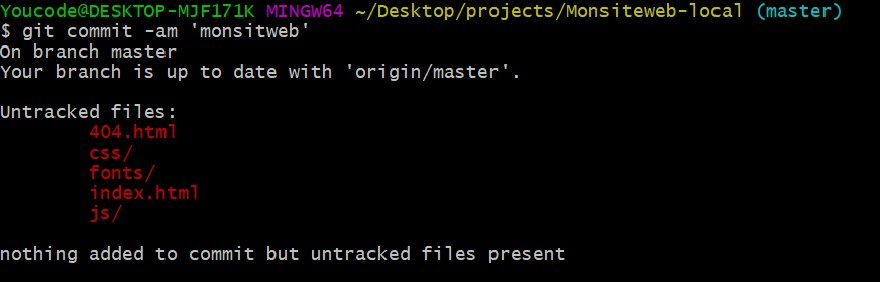 Youcode@DESKTOP-MJF171K MINGW64 ~/Desktop/projects/Monsiteweb-local (master)
$ git commit -am 'monsitweb'
On branch master
Your branch is up to date with 'origin/master'.
Untracked files:
404.html
css/
fonts/
index.html
js/
nothing added to commit but untracked files present